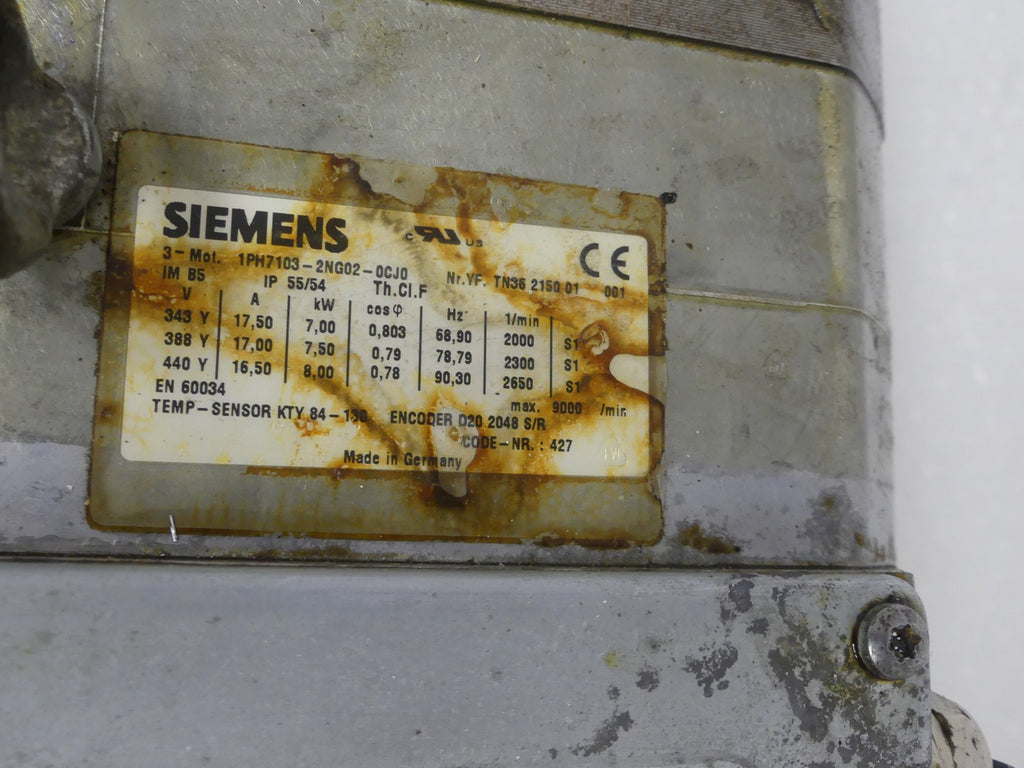 SIEMENS
c RU US
CE
3-Mot. 1PH7103-2NG02-0CJ0 Nr.YF. TN36 2150 01 001
IM B5 IP 55/54 Th.Cl.F
V A kW cosφ Hz 1/min
343 Y 17,50 7,00 0,803 68,90 2000 S1
388 Y 17,00 7,50 0,79 78,79 2300 S1
440 Y 16,50 8,00 0,78 90,30 2650 S1
EN 60034 max. 9000 /min
TEMP-SENSOR KTY 84-130 ENCODER D20 2048 S/R
CODE-NR.: 427
Made in Germany